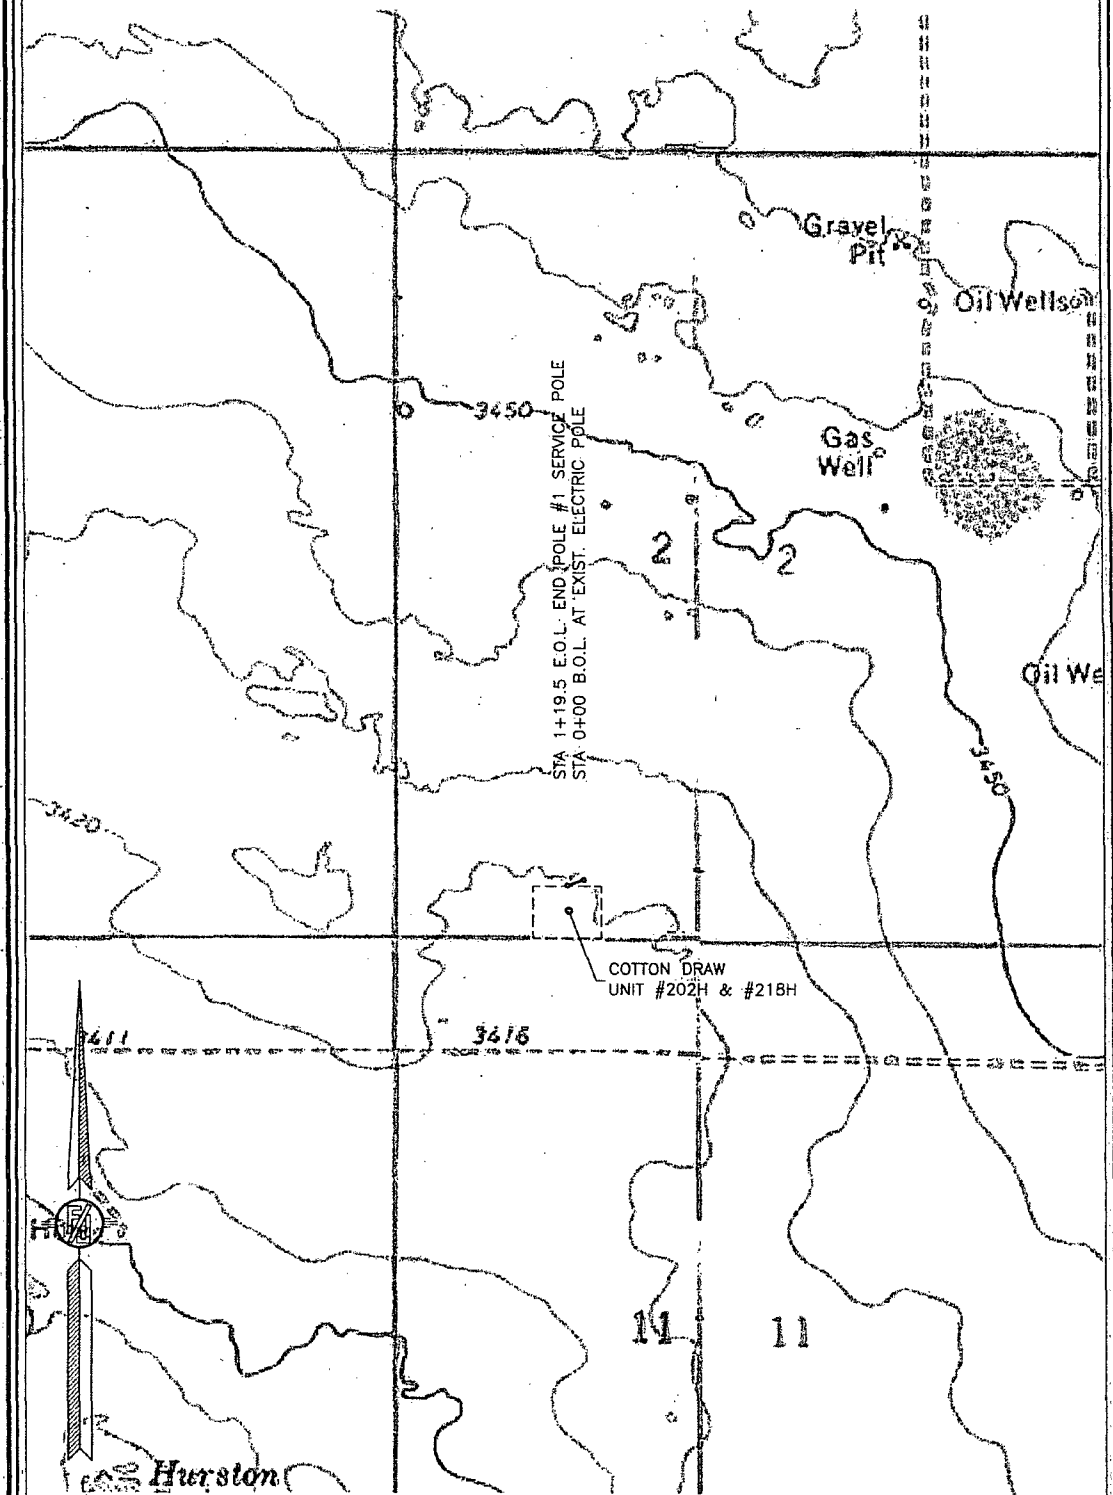 Gravel
Pit
Oil Wells
3450
Gas
Well
STA 1+19.5 E.O.L. END POLE #1 SERVICE POLE
STA 0+00 B.O.L. AT EXIST. ELECTRIC POLE
2
2
Oil We
3450
3420
COTTON DRAW
UNIT #202H & #218H
3411
3416
11
11
Hurston